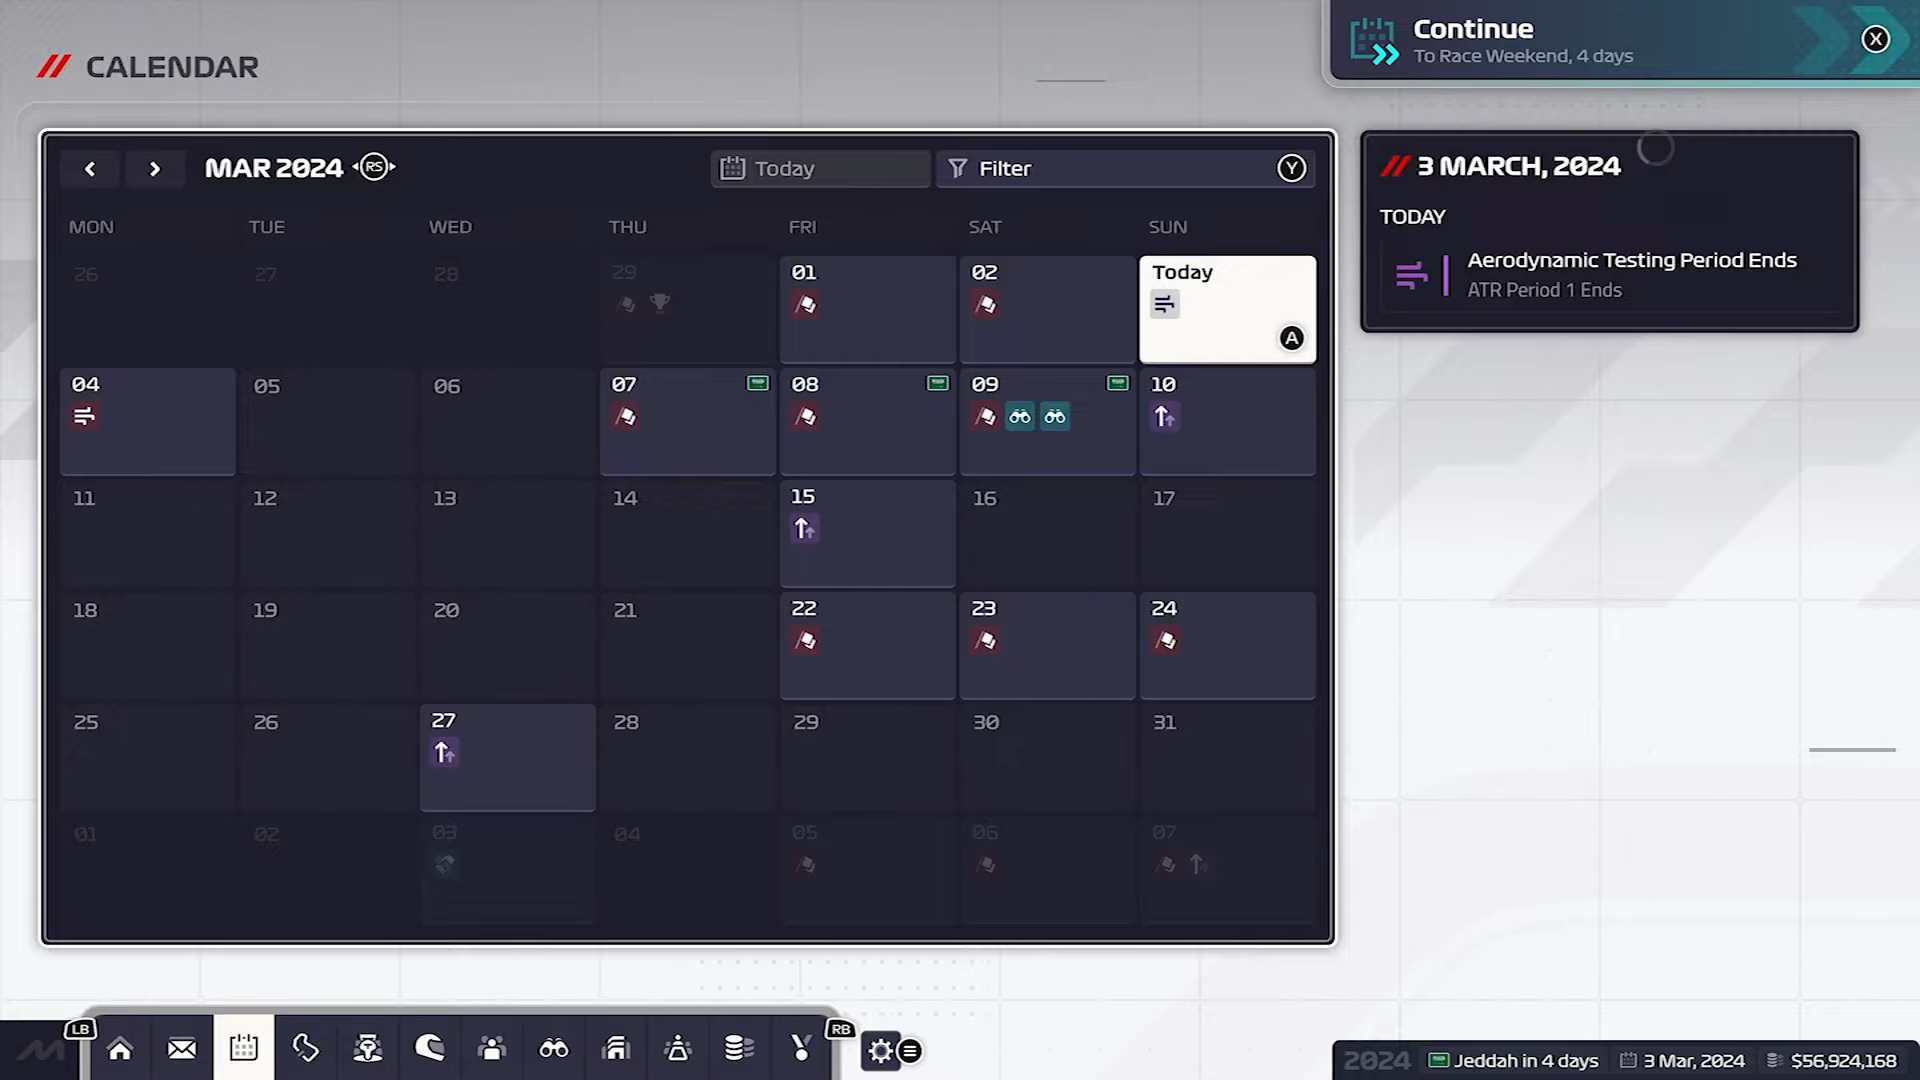 CALENDAR
Continue
To Race Weekend, 4 days
X
MAR 2024
RS
Today
Filter
Y
MON TUE WED THU FRI SAT SUN
26 27 28 29 01 02 Today
A
04 05 06 07 08 09 10
11 12 13 14 15 16 17
18 19 20 21 22 23 24
25 26 27 28 29 30 31
01 02 03 04 05 06 07
3 MARCH, 2024
TODAY
Aerodynamic Testing Period Ends
ATR Period 1 Ends
LB
RB
2024 Jeddah in 4 days 3 Mar, 2024 $56,924,168